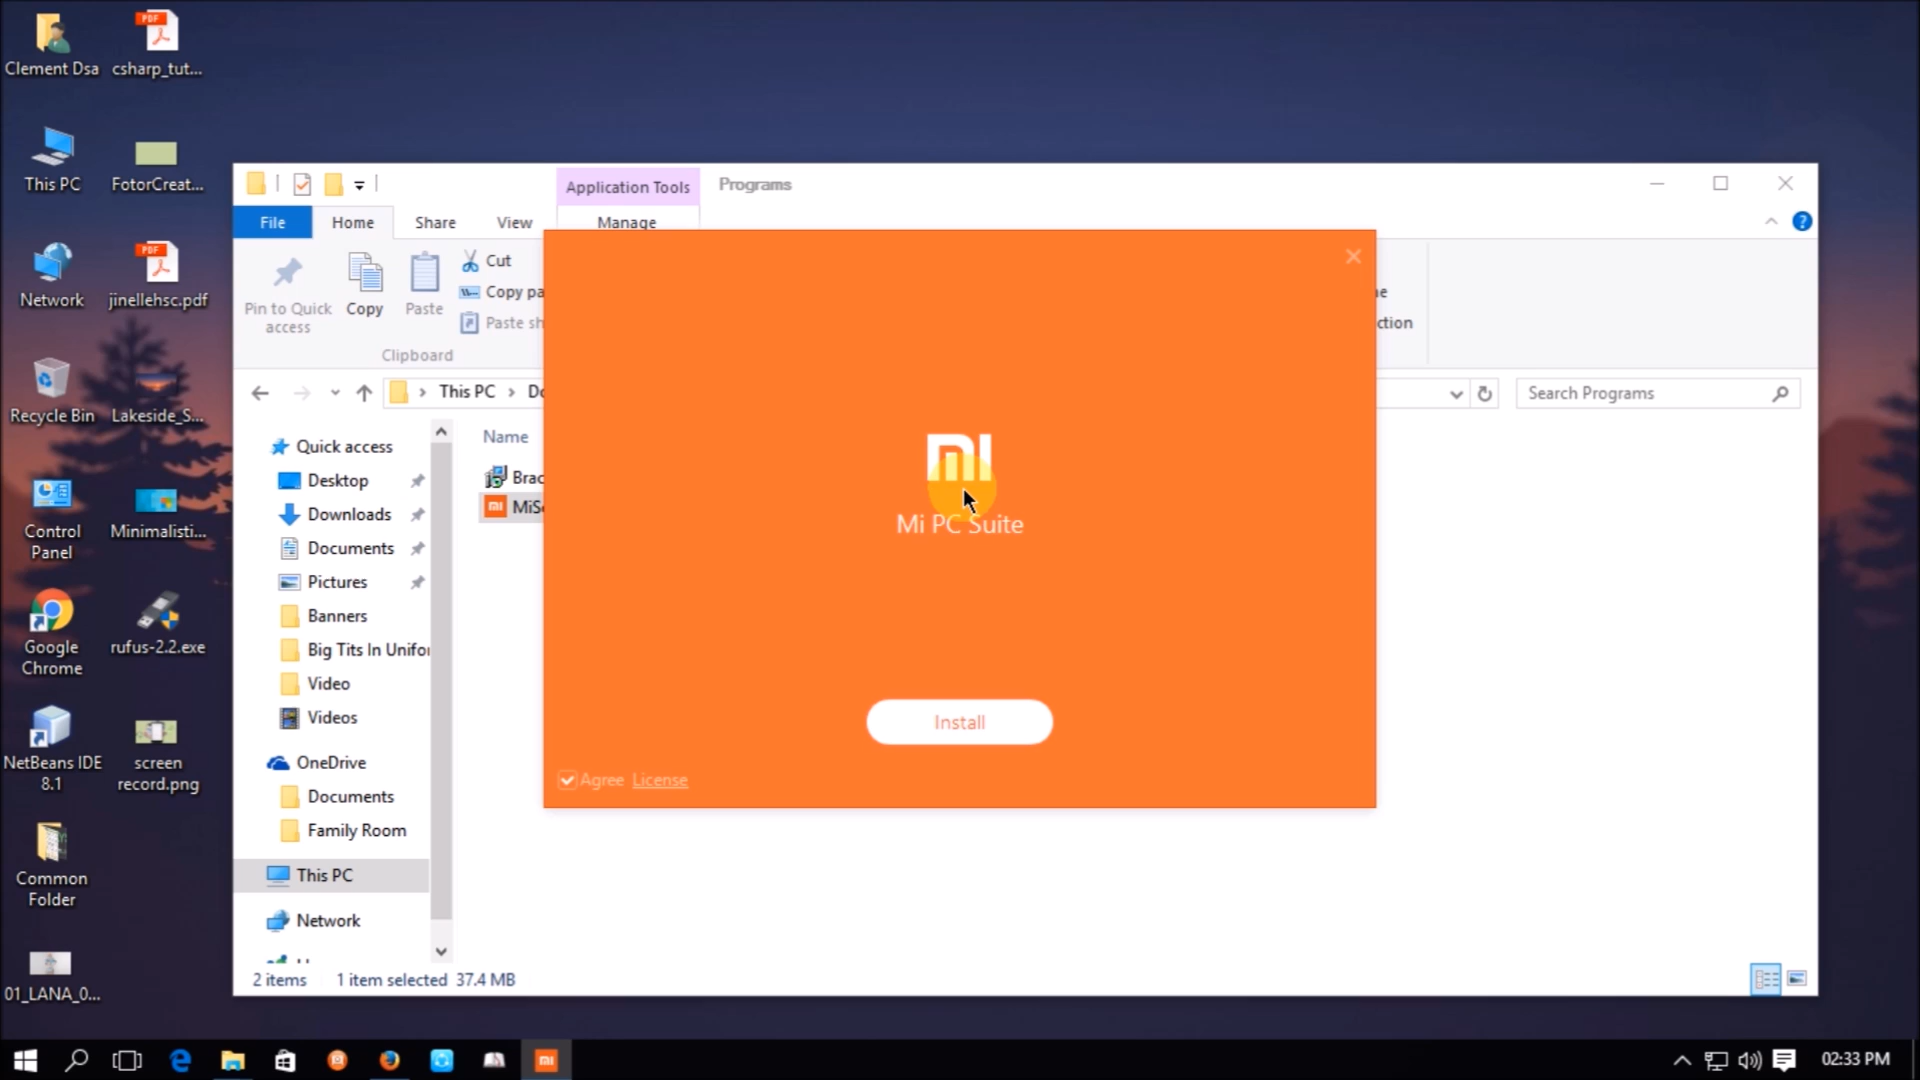 Clement Dsa
csharp_tut...
This PC
FotorCreat...
Network
jinellehsc.pdf
Recycle Bin
Lakeside_S...
Control
Panel
Minimalisti...
Google
Chrome
rufus-2.2.exe
NetBeans IDE
8.1
screen
record.png
Common
Folder
01_LANA_0...
Application Tools
Programs
File
Home
Share
View
Manage
Pin to Quick
access
Copy
Paste
Cut
Copy pa
Paste sh
Clipboard
ne
ction
This PC
Do
Search Programs
Quick access
Desktop
Downloads
Documents
Pictures
Banners
Big Tits In Unifor
Video
Videos
OneDrive
Documents
Family Room
This PC
Network
Name
Brac
MiSe
2 items
1 item selected 37.4 MB
Mi PC Suite
Install
Agree License
02:33 PM